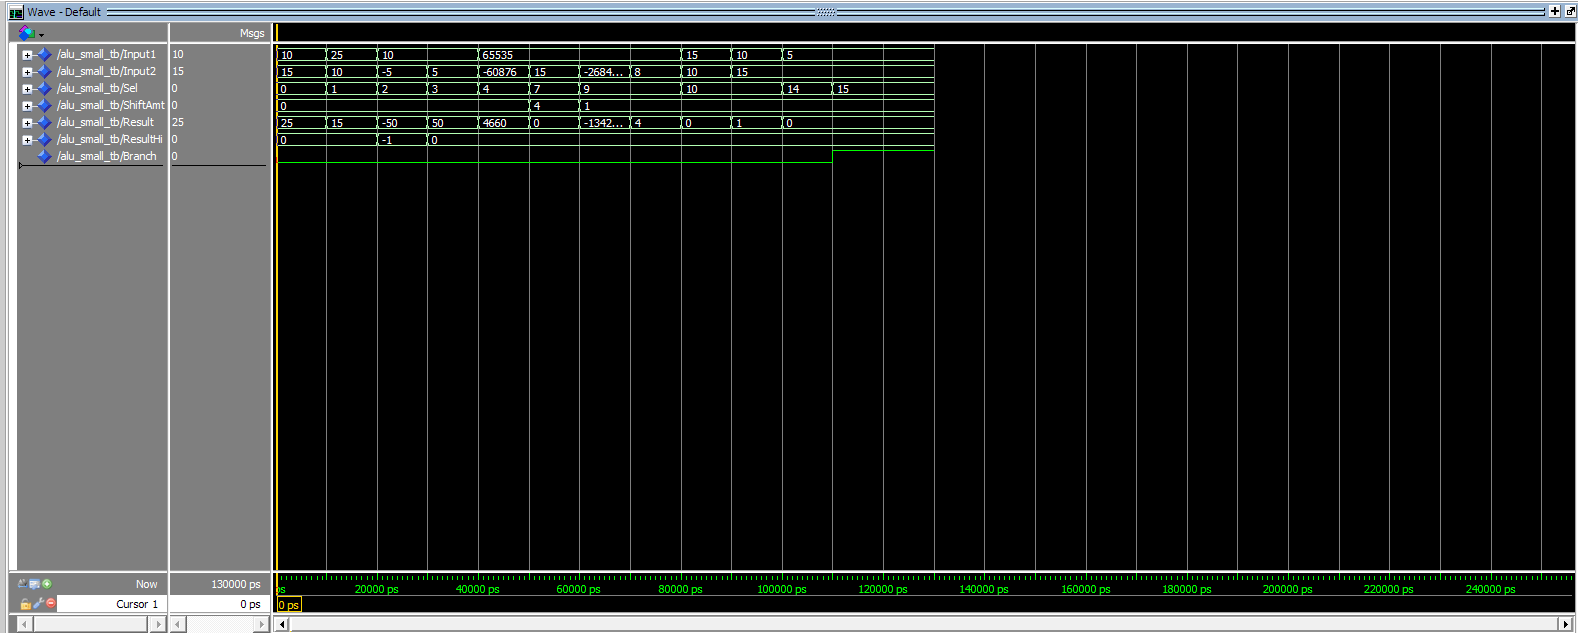 Wave - Default
Msgs
/alu_small_tb/Input1 10 10 25 10 65535 15 10 5
/alu_small_tb/Input2 15 15 10 -5 5 -60876 15 -2684... 8 10 15
/alu_small_tb/Sel 0 0 1 2 3 4 7 9 10 14 15
/alu_small_tb/ShiftAmt 0 0 4 1
/alu_small_tb/Result 25 25 15 -50 50 4660 0 -1342... 4 0 1 0
/alu_small_tb/ResultHi 0 0 -1 0
/alu_small_tb/Branch 0
Now 130000 ps ps 20000 ps 40000 ps 60000 ps 80000 ps 100000 ps 120000 ps 140000 ps 160000 ps 180000 ps 200000 ps 220000 ps 240000 ps
Cursor 1 0 ps 0 ps